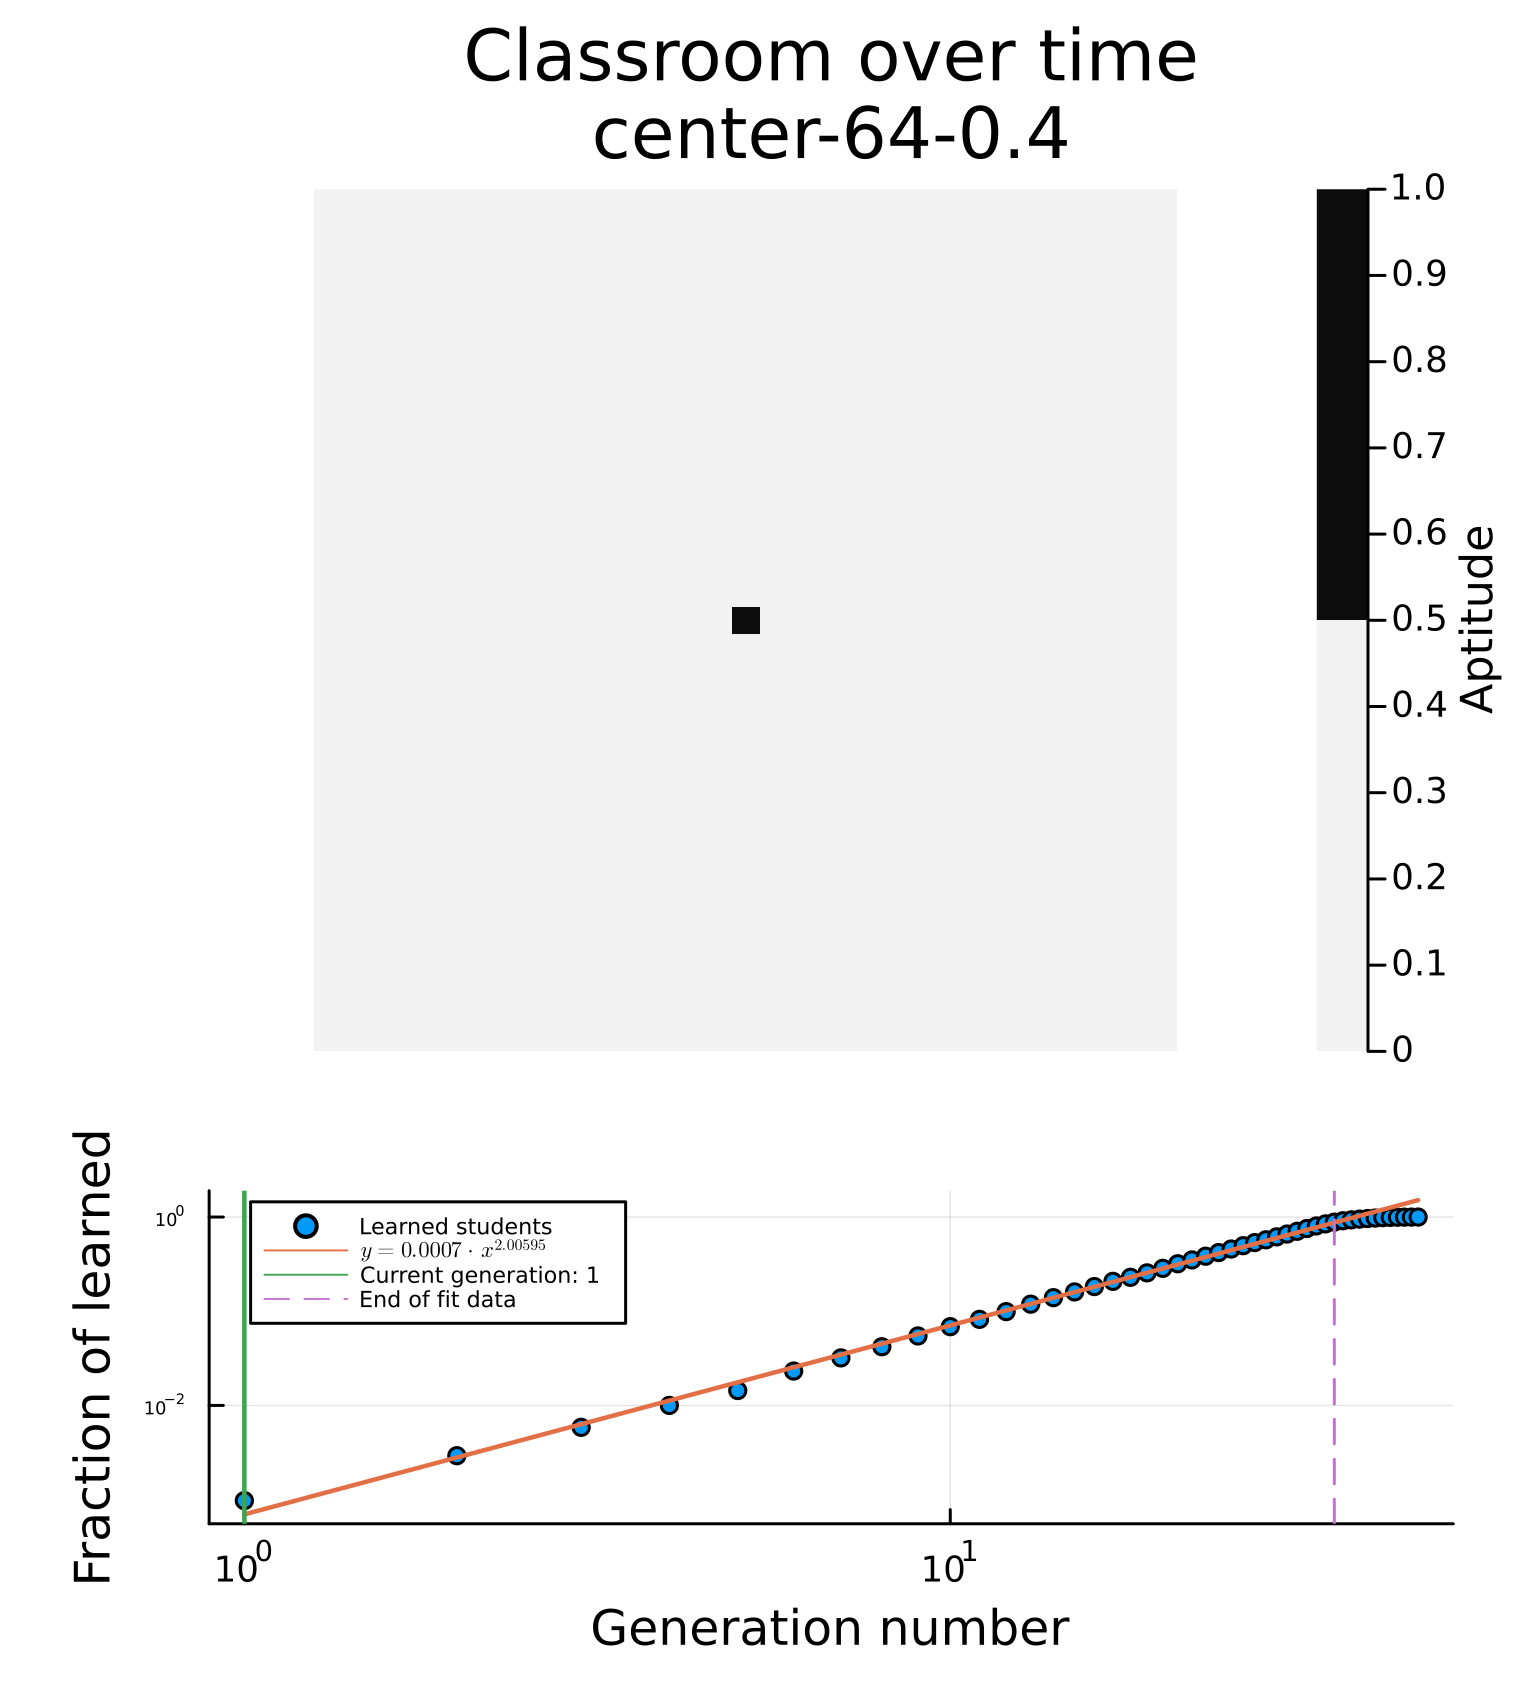 Classroom over time
center-64-0.4
1.0
0.9
0.8
0.7
0.6
0.5
0.4
0.3
0.2
0.1
0
Aptitude
Fraction of learned
10^0
10^−2
Learned students
y = 0.0007 · x^2.00595
Current generation: 1
End of fit data
10^0
10^1
Generation number